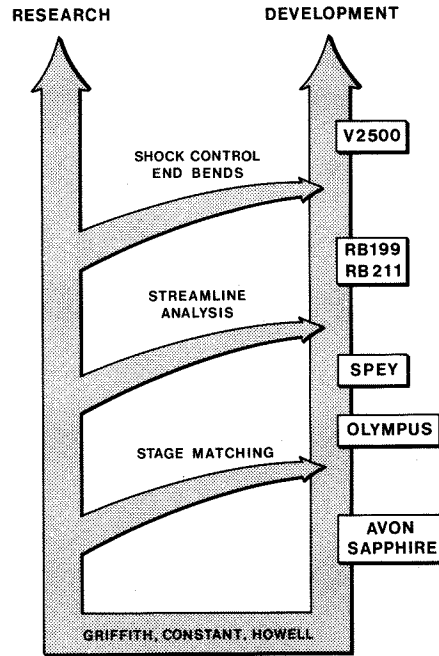 RESEARCH
DEVELOPMENT
V2500
SHOCK CONTROL
END BENDS
RB199
RB211
STREAMLINE
ANALYSIS
SPEY
OLYMPUS
STAGE MATCHING
AVON
SAPPHIRE
GRIFFITH, CONSTANT, HOWELL